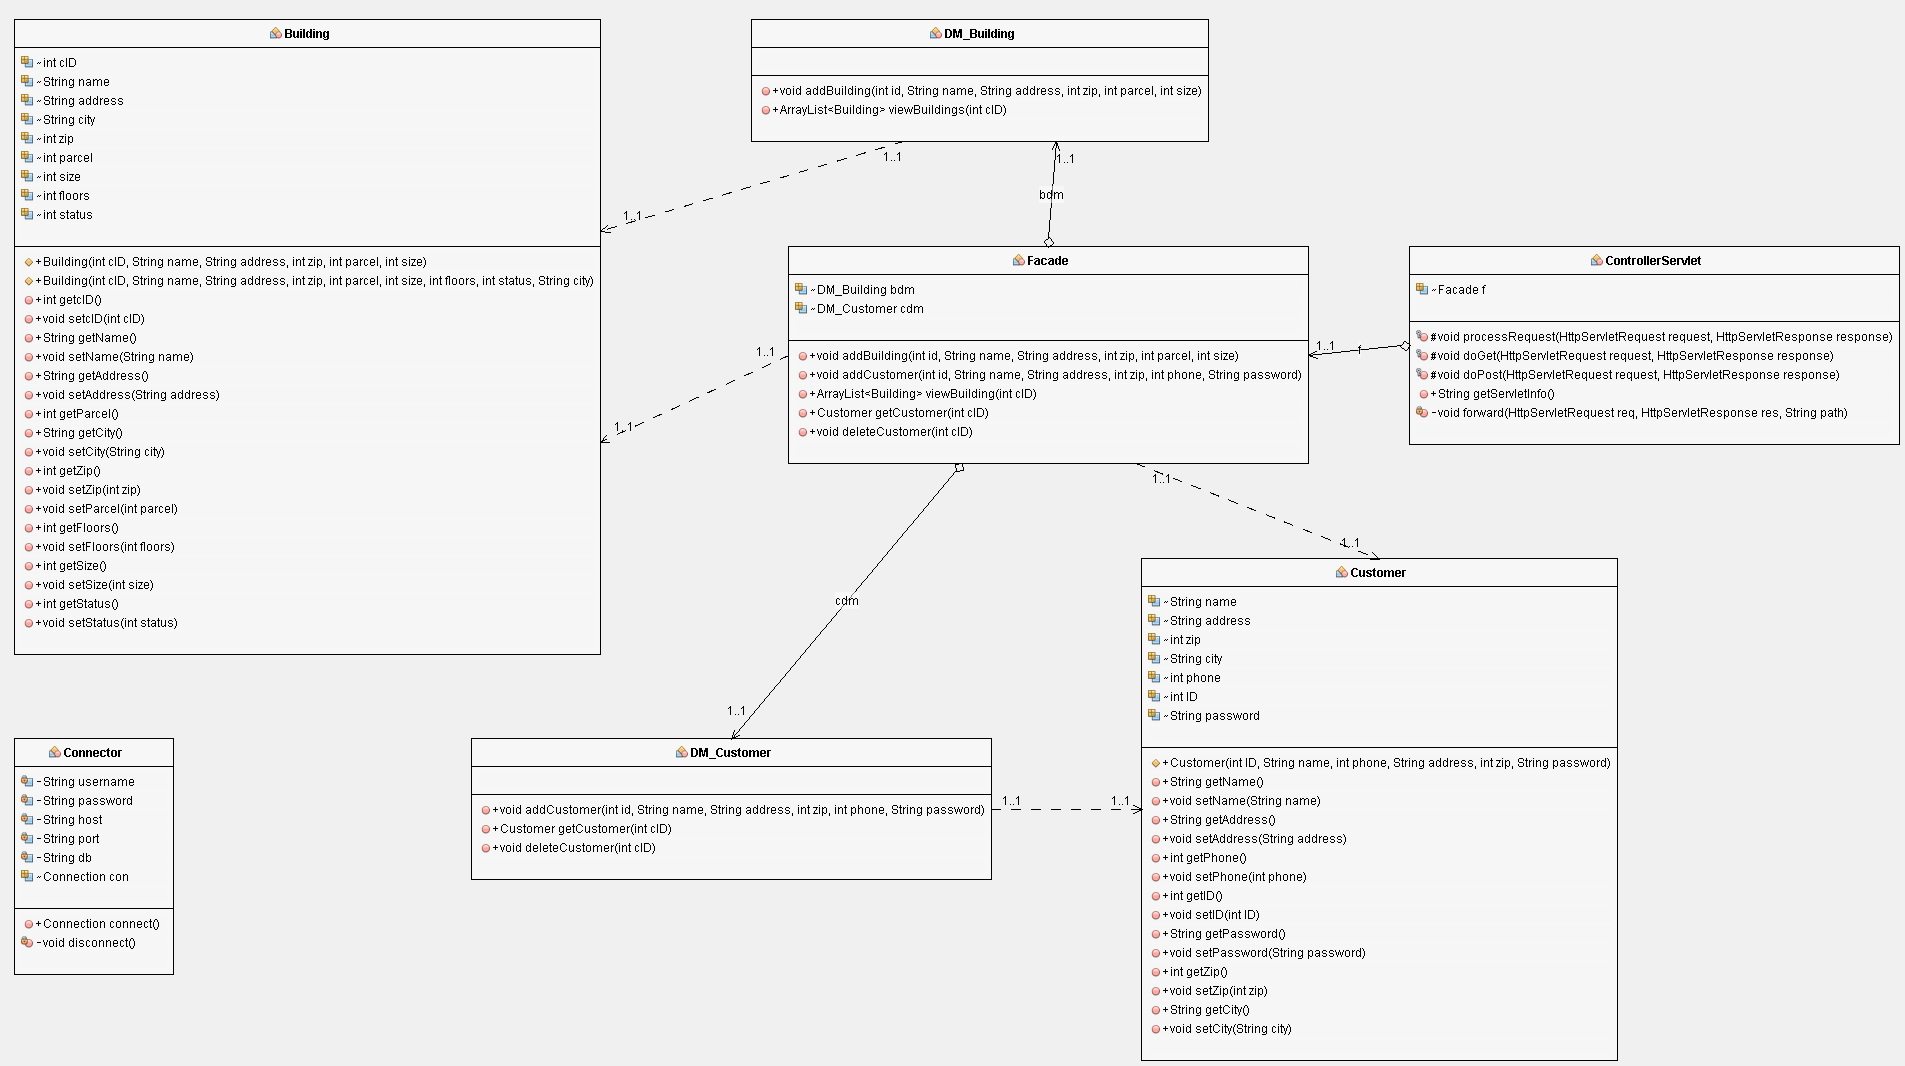 Building
~int cID
~String name
~String address
~String city
~int zip
~int parcel
~int size
~int floors
~int status
+Building(int cID, String name, String address, int zip, int parcel, int size)
+Building(int cID, String name, String address, int zip, int parcel, int size, int floors, int status, String city)
+int getcID()
+void setcID(int cID)
+String getName()
+void setName(String name)
+String getAddress()
+void setAddress(String address)
+int getParcel()
+String getCity()
+void setCity(String city)
+int getZip()
+void setZip(int zip)
+void setParcel(int parcel)
+int getFloors()
+void setFloors(int floors)
+int getSize()
+void setSize(int size)
+int getStatus()
+void setStatus(int status)
DM_Building
+void addBuilding(int id, String name, String address, int zip, int parcel, int size)
+ArrayList<Building> viewBuildings(int cID)
1..1
1..1
1..1
bdm
Facade
~DM_Building bdm
~DM_Customer cdm
+void addBuilding(int id, String name, String address, int zip, int parcel, int size)
+void addCustomer(int id, String name, String address, int zip, int phone, String password)
+ArrayList<Building> viewBuilding(int cID)
+Customer getCustomer(int cID)
+void deleteCustomer(int cID)
1..1
1..1
1..1
f
ControllerServlet
~Facade f
#void processRequest(HttpServletRequest request, HttpServletResponse response)
#void doGet(HttpServletRequest request, HttpServletResponse response)
#void doPost(HttpServletRequest request, HttpServletResponse response)
+String getServletInfo()
-void forward(HttpServletRequest req, HttpServletResponse res, String path)
1..1
1..1
cdm
1..1
Customer
~String name
~String address
~int zip
~String city
~int phone
~int ID
~String password
+Customer(int ID, String name, int phone, String address, int zip, String password)
+String getName()
+void setName(String name)
+String getAddress()
+void setAddress(String address)
+int getPhone()
+void setPhone(int phone)
+int getID()
+void setID(int ID)
+String getPassword()
+void setPassword(String password)
+int getZip()
+void setZip(int zip)
+String getCity()
+void setCity(String city)
Connector
-String username
-String password
-String host
-String port
-String db
~Connection con
+Connection connect()
-void disconnect()
DM_Customer
+void addCustomer(int id, String name, String address, int zip, int phone, String password)
+Customer getCustomer(int cID)
+void deleteCustomer(int cID)
1..1
1..1